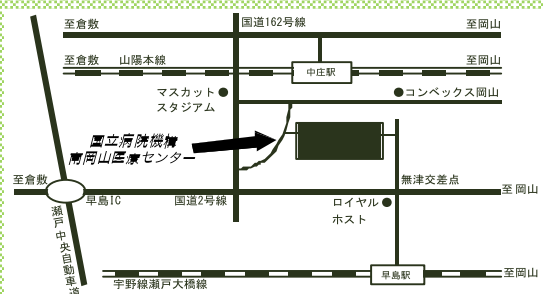 国道162号線
至倉敷
至岡山
至倉敷
山陽本線
至岡山
中庄駅
マスカット
スタジアム
コンベックス岡山
国立病院機構
南岡山医療センター
至倉敷
無津交差点
早島IC
国道2号線
至岡山
ロイヤル
ホスト
瀬戸中央自動車道
早島駅
至岡山
宇野線瀬戸大橋線